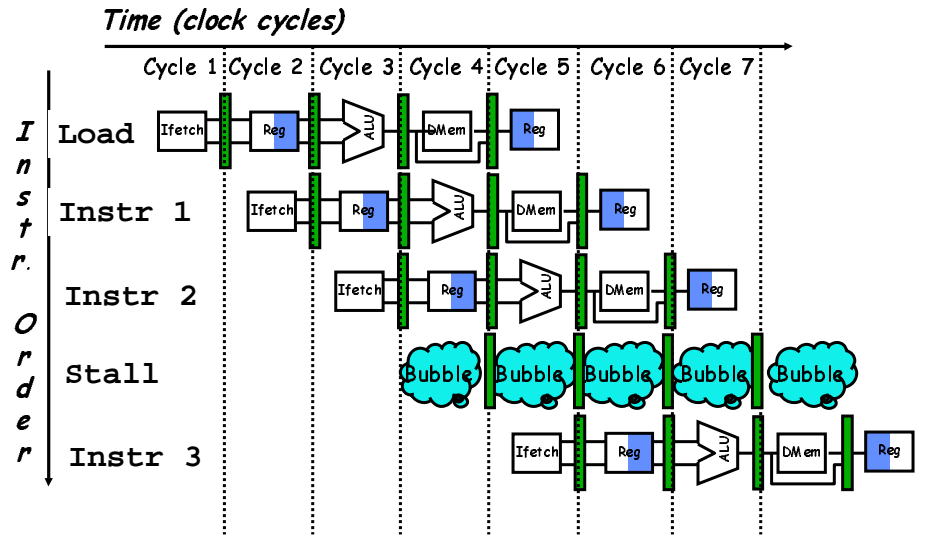 Time (clock cycles)
Cycle 1 Cycle 2 Cycle 3 Cycle 4 Cycle 5 Cycle 6 Cycle 7
Instr. Order
Load Ifetch Reg ALU DMem Reg
Instr 1 Ifetch Reg ALU DMem Reg
Instr 2 Ifetch Reg ALU DMem Reg
Stall Bubble Bubble Bubble Bubble Bubble
Instr 3 Ifetch Reg ALU DMem Reg